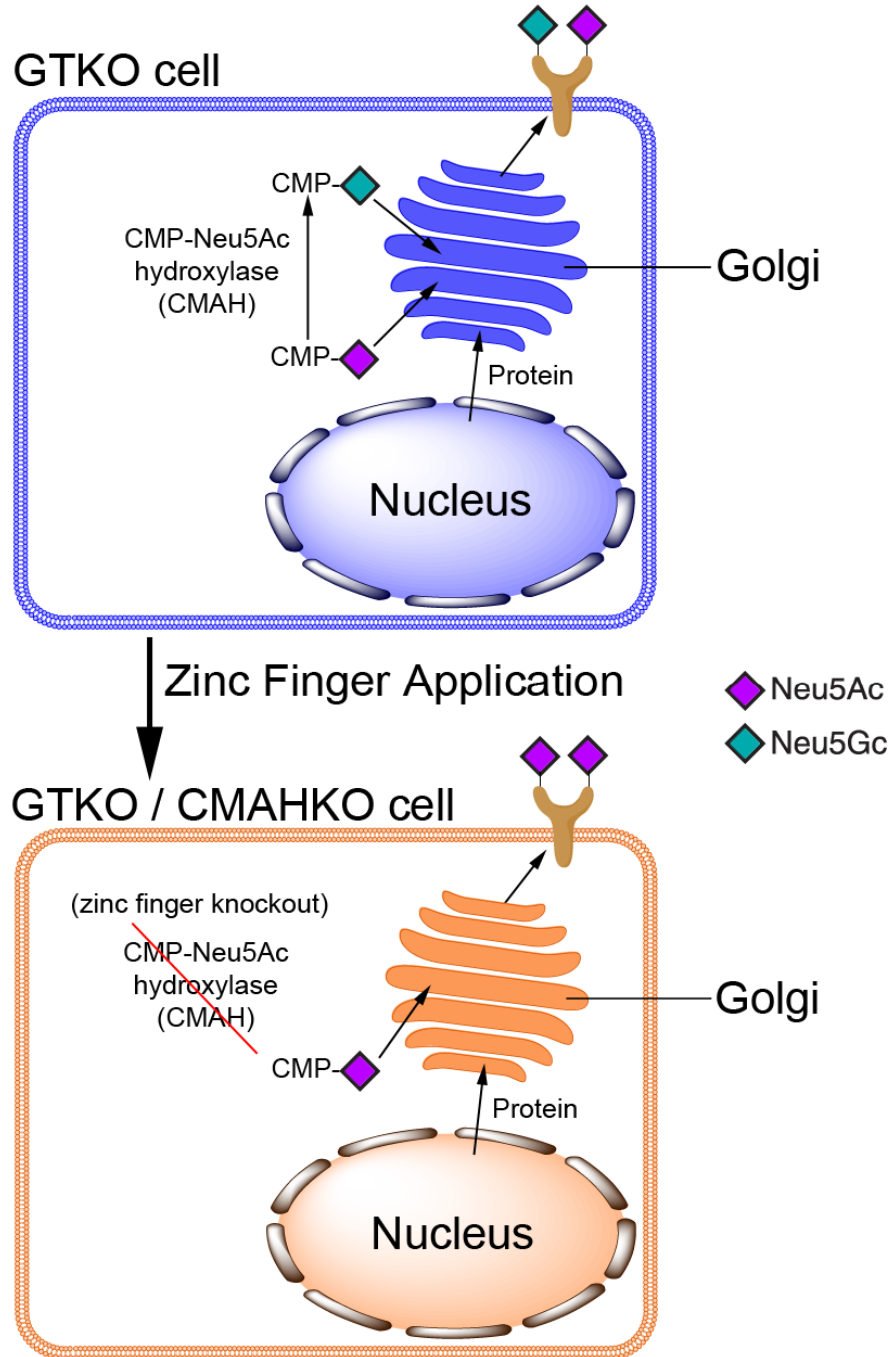 GTKO cell
CMP-
CMP-Neu5Ac
hydroxylase
(CMAH)
Golgi
CMP-
Protein
Nucleus
Zinc Finger Application
Neu5Ac
Neu5Gc
GTKO / CMAHKO cell
(zinc finger knockout)
CMP-Neu5Ac
hydroxylase
(CMAH)
Golgi
CMP-
Protein
Nucleus